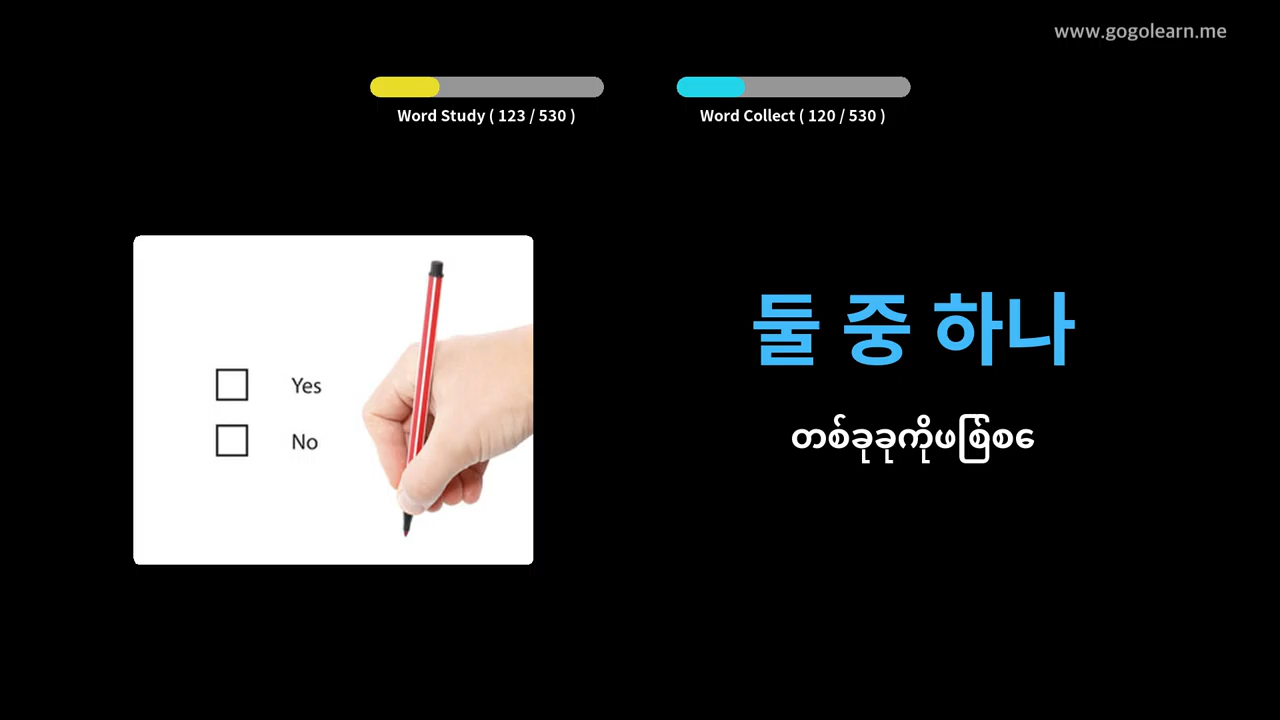 www.gogolearn.me
Word Study ( 123 / 530 )
Word Collect ( 120 / 530 )
둘 중 하나
တစ်ခုခုကိုဖြစ်စေ
Yes
No